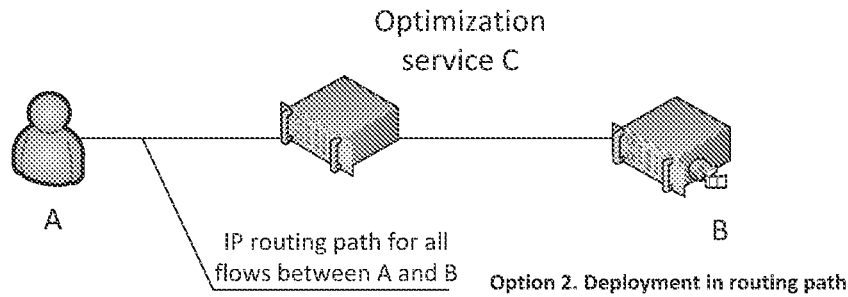 Optimization
service C
A
B
IP routing path for all
flows between A and B
Option 2. Deployment in routing path